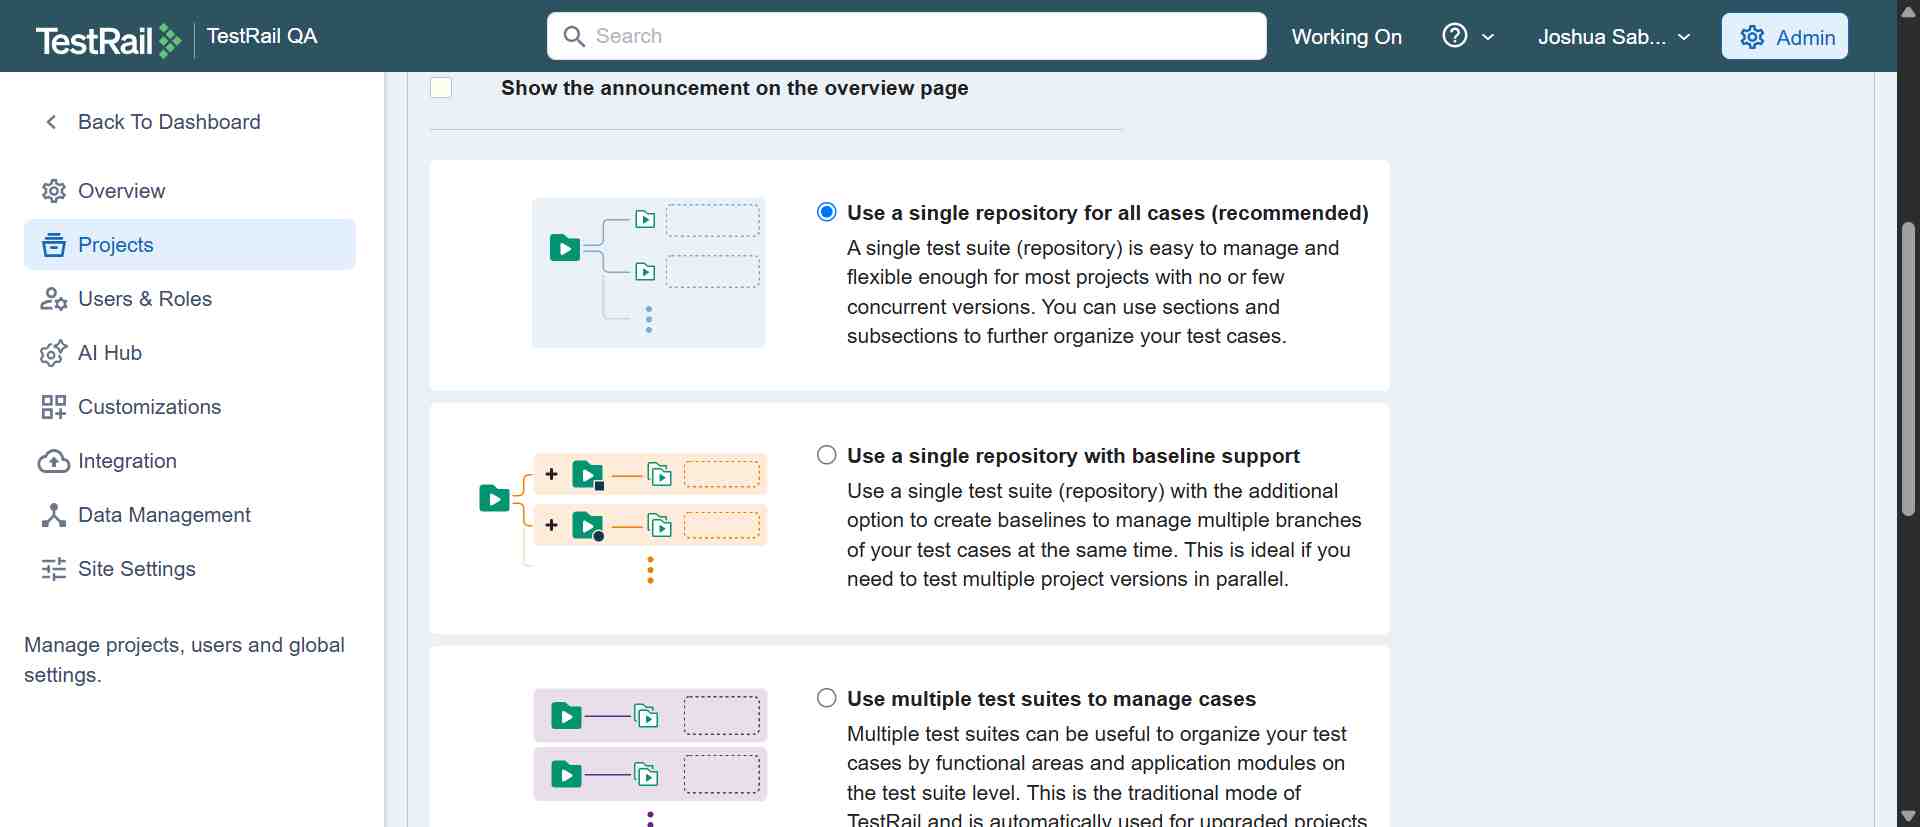 TestRail
TestRail QA
Search
Working On
Joshua Sab...
Admin
Back To Dashboard
Overview
Projects
Users & Roles
AI Hub
Customizations
Integration
Data Management
Site Settings
Manage projects, users and global
settings.
Show the announcement on the overview page
Use a single repository for all cases (recommended)
A single test suite (repository) is easy to manage and
flexible enough for most projects with no or few
concurrent versions. You can use sections and
subsections to further organize your test cases.
Use a single repository with baseline support
Use a single test suite (repository) with the additional
option to create baselines to manage multiple branches
of your test cases at the same time. This is ideal if you
need to test multiple project versions in parallel.
Use multiple test suites to manage cases
Multiple test suites can be useful to organize your test
cases by functional areas and application modules on
the test suite level. This is the traditional mode of
TestRail and is automatically used for upgraded projects